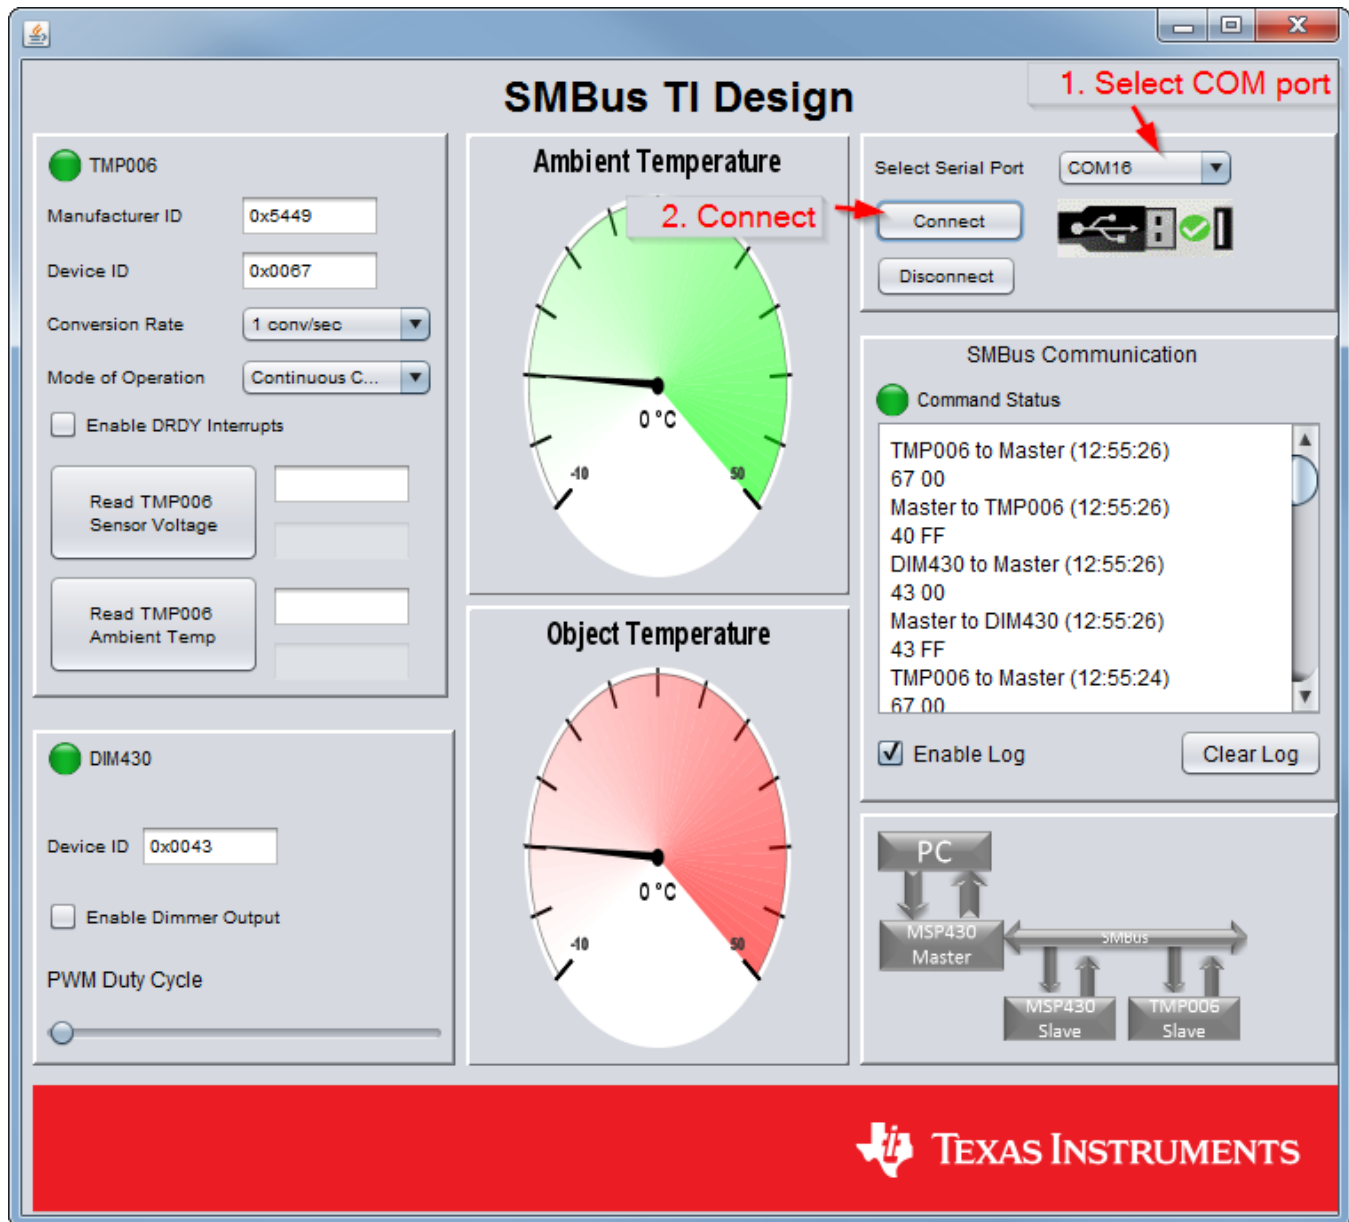 SMBus TI Design
1. Select COM port
TMP006
Manufacturer ID
0x5449
Device ID
0x0067
Conversion Rate
1 conv/sec
Mode of Operation
Continuous C...
Enable DRDY Interrupts
Read TMP006
Sensor Voltage
Read TMP006
Ambient Temp
DIM430
Device ID
0x0043
Enable Dimmer Output
PWM Duty Cycle
Ambient Temperature
0 °C
-10
50
Object Temperature
0 °C
-10
50
Select Serial Port
COM16
2. Connect
Connect
Disconnect
SMBus Communication
Command Status
TMP006 to Master (12:55:26)
67 00
Master to TMP006 (12:55:26)
40 FF
DIM430 to Master (12:55:26)
43 00
Master to DIM430 (12:55:26)
43 FF
TMP006 to Master (12:55:24)
67 00
Enable Log
Clear Log
PC
MSP430
Master
SMBus
MSP430
Slave
TMP006
Slave
TEXAS INSTRUMENTS